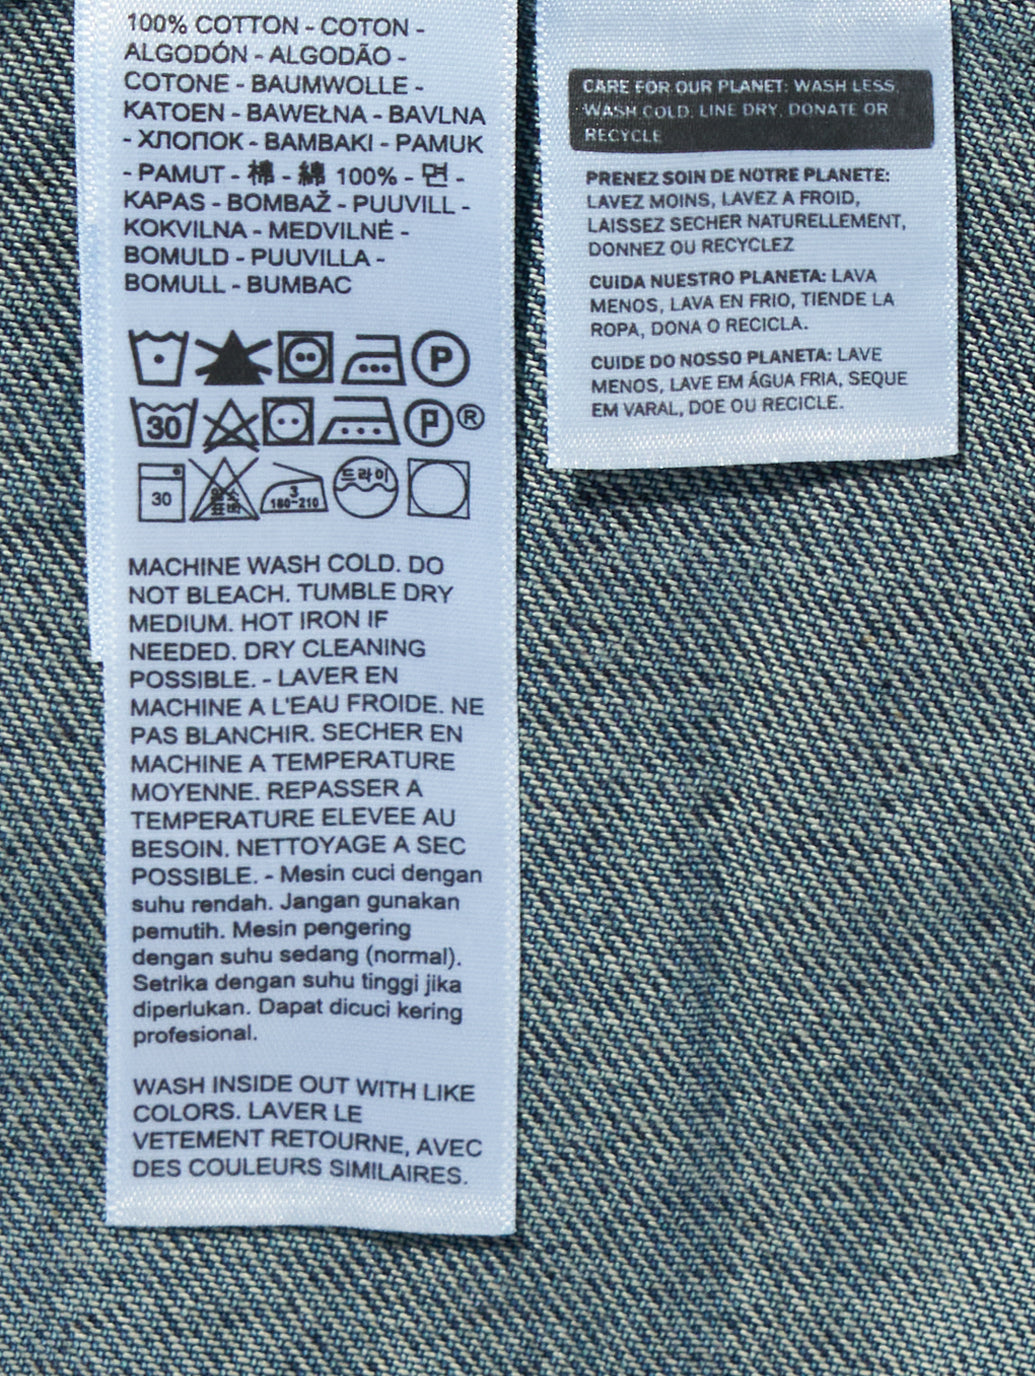 100% COTTON - COTON -
ALGODÓN - ALGODÃO -
COTONE - BAUMWOLLE -
KATOEN - BAWEŁNA - BAVLNA
- ХЛОПОК - BAMBAKI - PAMUK
- PAMUT - 棉 - 綿 100% - 면 -
KAPAS - BOMBAŽ - PUUVILL -
KOKVILNA - MEDVILNĖ -
BOMULD - PUUVILLA -
BOMULL - BUMBAC
P
30 P ®
30 3 180~210 드라이
MACHINE WASH COLD. DO
NOT BLEACH. TUMBLE DRY
MEDIUM. HOT IRON IF
NEEDED. DRY CLEANING
POSSIBLE. - LAVER EN
MACHINE A L'EAU FROIDE. NE
PAS BLANCHIR. SECHER EN
MACHINE A TEMPERATURE
MOYENNE. REPASSER A
TEMPERATURE ELEVEE AU
BESOIN. NETTOYAGE A SEC
POSSIBLE. - Mesin cuci dengan
suhu rendah. Jangan gunakan
pemutih. Mesin pengering
dengan suhu sedang (normal).
Setrika dengan suhu tinggi jika
diperlukan. Dapat dicuci kering
profesional.
WASH INSIDE OUT WITH LIKE
COLORS. LAVER LE
VETEMENT RETOURNE, AVEC
DES COULEURS SIMILAIRES.
CARE FOR OUR PLANET: WASH LESS,
WASH COLD, LINE DRY, DONATE OR
RECYCLE
PRENEZ SOIN DE NOTRE PLANETE:
LAVEZ MOINS, LAVEZ A FROID,
LAISSEZ SECHER NATURELLEMENT,
DONNEZ OU RECYCLEZ
CUIDA NUESTRO PLANETA: LAVA
MENOS, LAVA EN FRIO, TIENDE LA
ROPA, DONA O RECICLA.
CUIDE DO NOSSO PLANETA: LAVE
MENOS, LAVE EM ÁGUA FRIA, SEQUE
EM VARAL, DOE OU RECICLE.